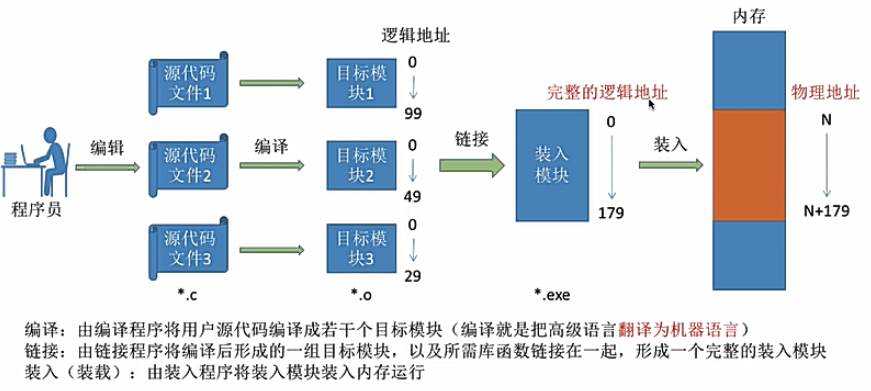 内存
逻辑地址
源代码
文件1
目标模
块1
0
99
完整的逻辑地址
物理地址
编辑
源代码
文件2
编译
目标模
块2
0
49
链接
装入
模块
0
179
装入
N
N+179
程序员
源代码
文件3
目标模
块3
0
29
*.c
*.o
*.exe
编译：由编译程序将用户源代码编译成若干个目标模块（编译就是把高级语言翻译为机器语言）
链接：由链接程序将编译后形成的一组目标模块，以及所需库函数链接在一起，形成一个完整的装入模块
装入（装载）：由装入程序将装入模块装入内存运行